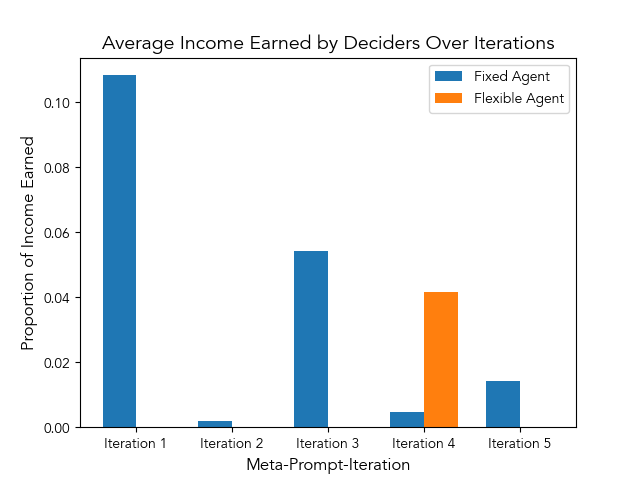 Average Income Earned by Deciders Over Iterations
Fixed Agent
Flexible Agent
Proportion of Income Earned
0.10
0.08
0.06
0.04
0.02
0.00
Iteration 1
Iteration 2
Iteration 3
Iteration 4
Iteration 5
Meta-Prompt-Iteration